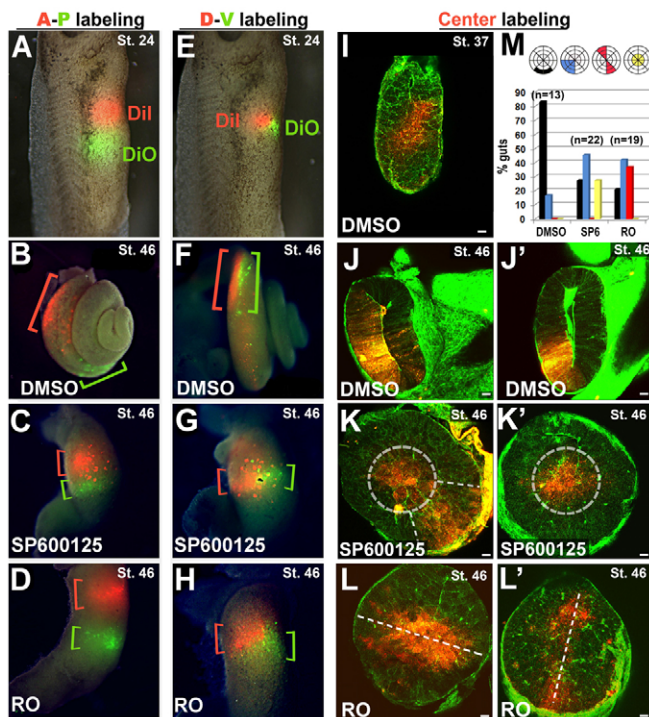 A-P labeling
D-V labeling
Center labeling
A
St. 24
DiI
DiO
E
St. 24
DiI
DiO
I
St. 37
DMSO
M
% guts
90
80
70
60
50
40
30
20
10
0
(n=13)
(n=22)
(n=19)
DMSO
SP6
RO
B
St. 46
DMSO
F
St. 46
DMSO
J
St. 46
DMSO
J'
St. 46
DMSO
C
St. 46
SP600125
G
St. 46
SP600125
K
St. 46
SP600125
K'
St. 46
SP600125
D
St. 46
RO
H
St. 46
RO
L
St. 46
RO
L'
St. 46
RO